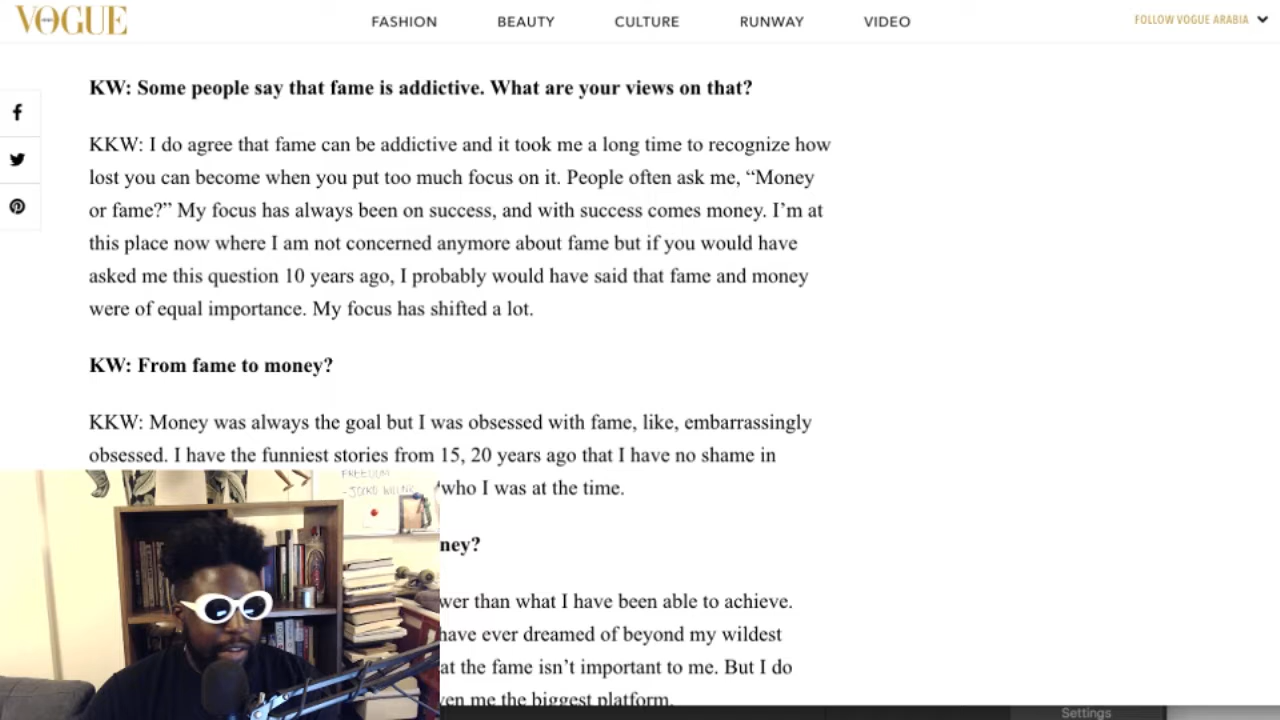 VOGUE
FASHION
BEAUTY
CULTURE
RUNWAY
VIDEO
FOLLOW VOGUE ARABIA
KW: Some people say that fame is addictive. What are your views on that?
KKW: I do agree that fame can be addictive and it took me a long time to recognize how
lost you can become when you put too much focus on it. People often ask me, “Money
or fame?” My focus has always been on success, and with success comes money. I’m at
this place now where I am not concerned anymore about fame but if you would have
asked me this question 10 years ago, I probably would have said that fame and money
were of equal importance. My focus has shifted a lot.
KW: From fame to money?
KKW: Money was always the goal but I was obsessed with fame, like, embarrassingly
obsessed. I have the funniest stories from 15, 20 years ago that I have no shame in
FREEDOM
who I was at the time.
ney?
wer than what I have been able to achieve.
have ever dreamed of beyond my wildest
at the fame isn’t important to me. But I do
ven me the biggest platform.
Settings